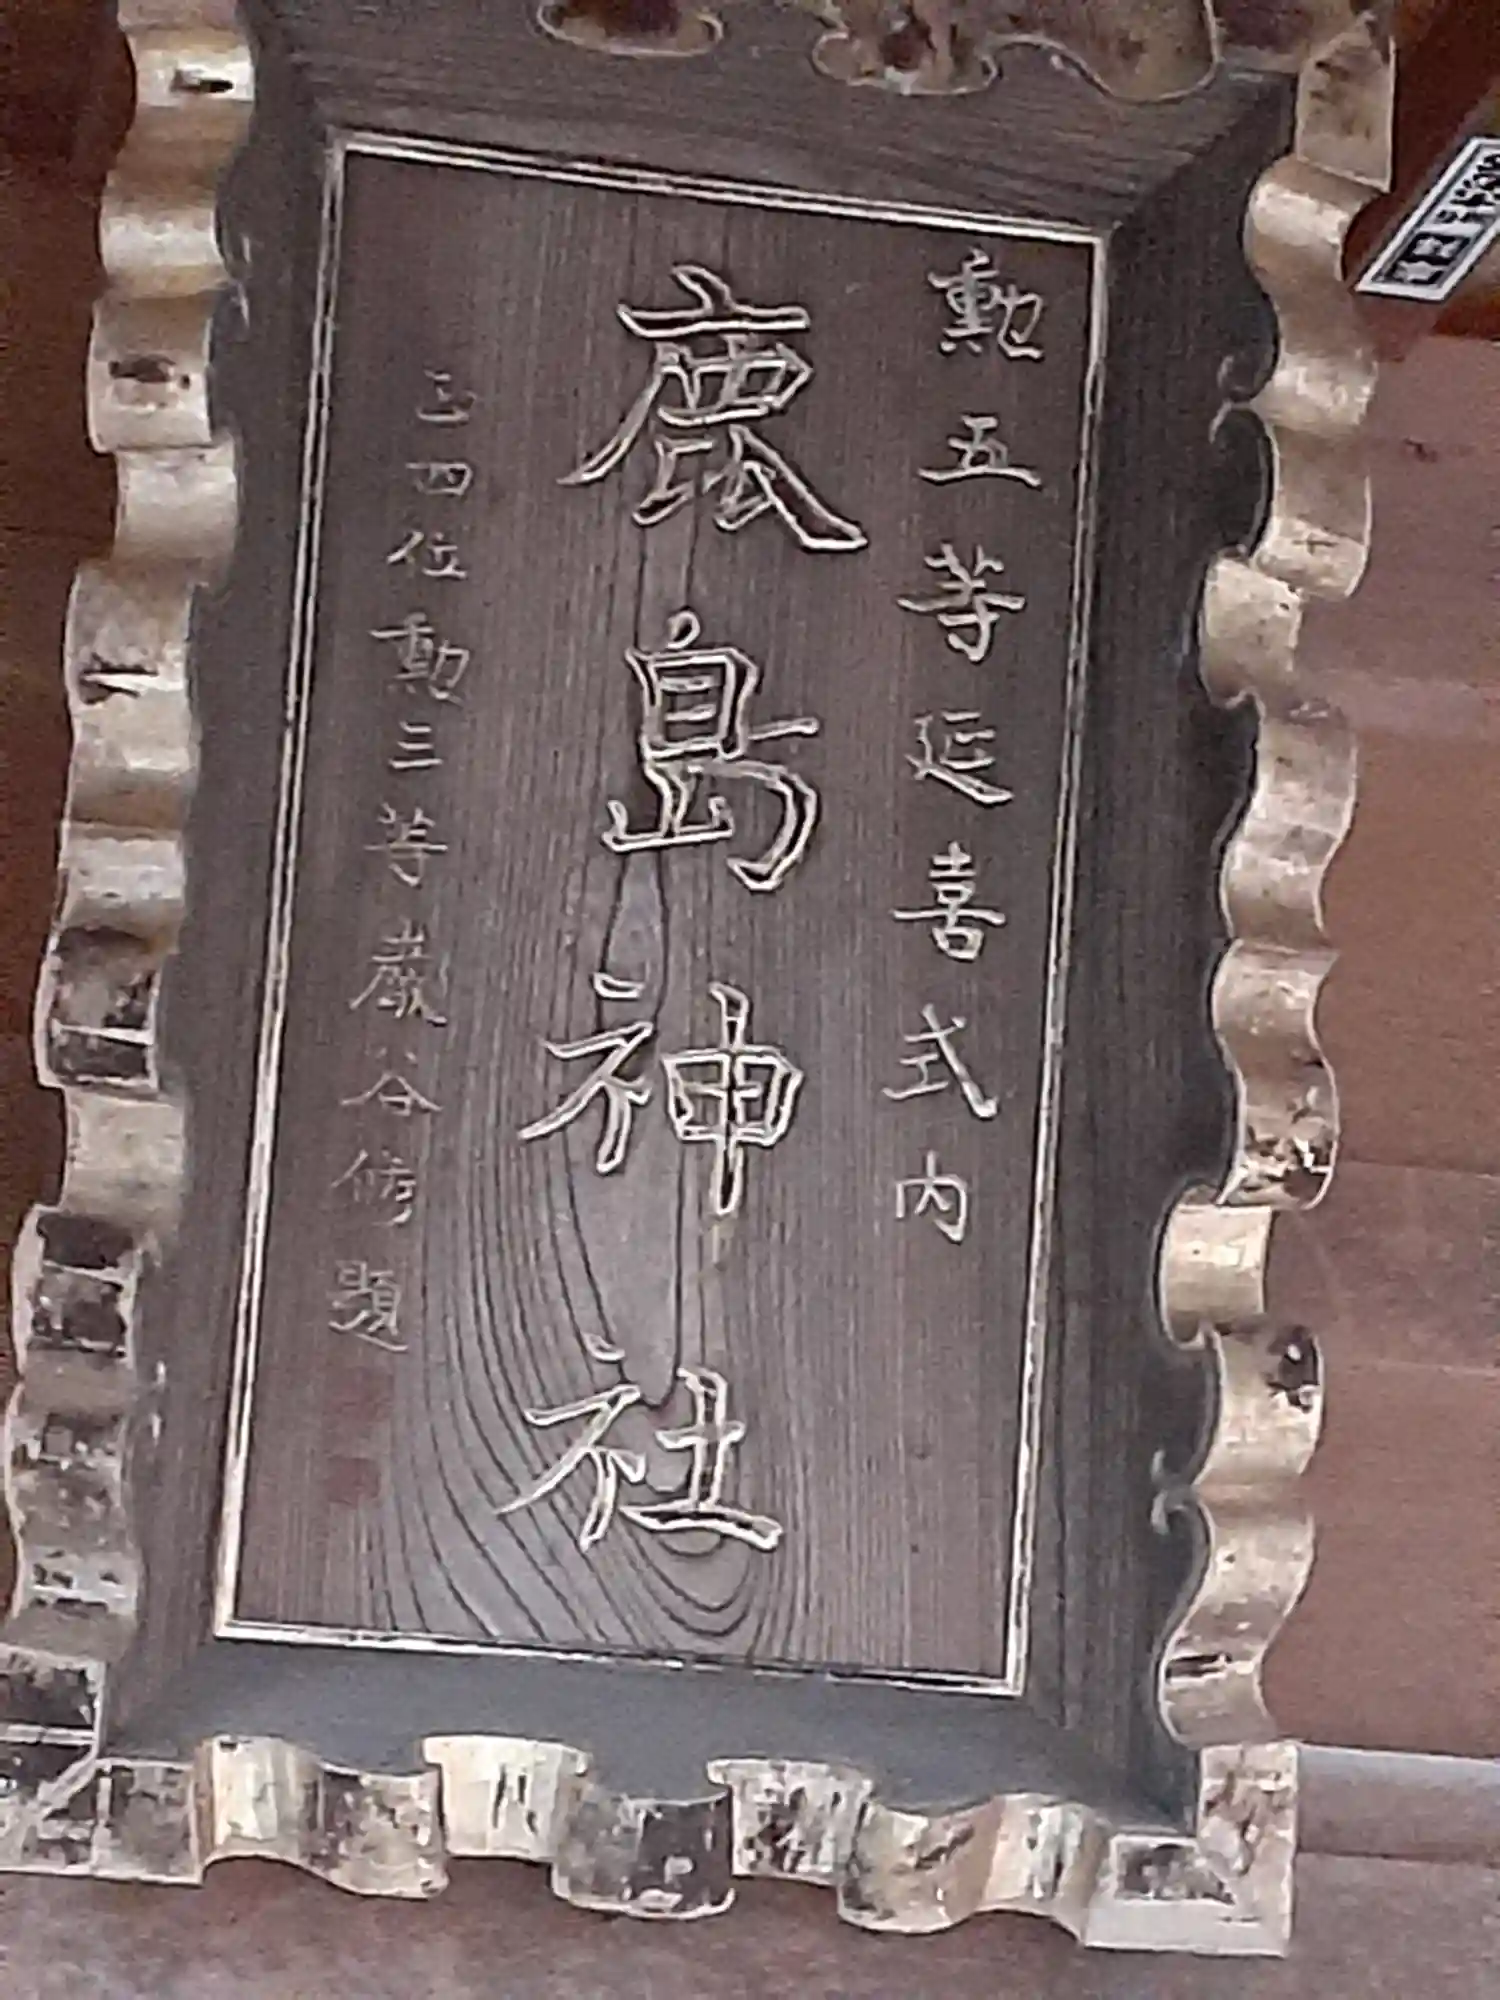 勲五等延喜式内
鹿島神社
正四位勲三等巌谷修題